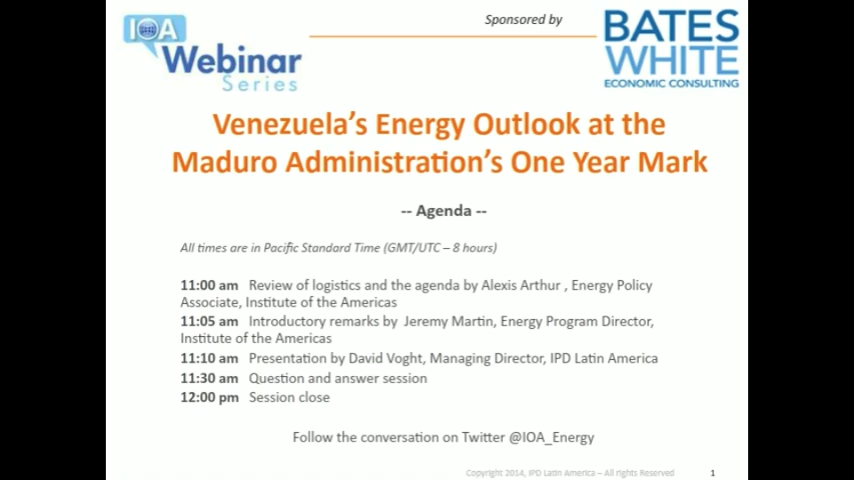 IOA
Webinar
Series
Sponsored by
BATES
WHITE
ECONOMIC CONSULTING
Venezuela's Energy Outlook at the
Maduro Administration's One Year Mark
-- Agenda --
All times are in Pacific Standard Time (GMT/UTC – 8 hours)
11:00 am Review of logistics and the agenda by Alexis Arthur , Energy Policy
Associate, Institute of the Americas
11:05 am Introductory remarks by Jeremy Martin, Energy Program Director,
Institute of the Americas
11:10 am Presentation by David Voght, Managing Director, IPD Latin America
11:30 am Question and answer session
12:00 pm Session close
Follow the conversation on Twitter @IOA_Energy
Copyright 2014, IPD Latin America – All rights Reserved
1